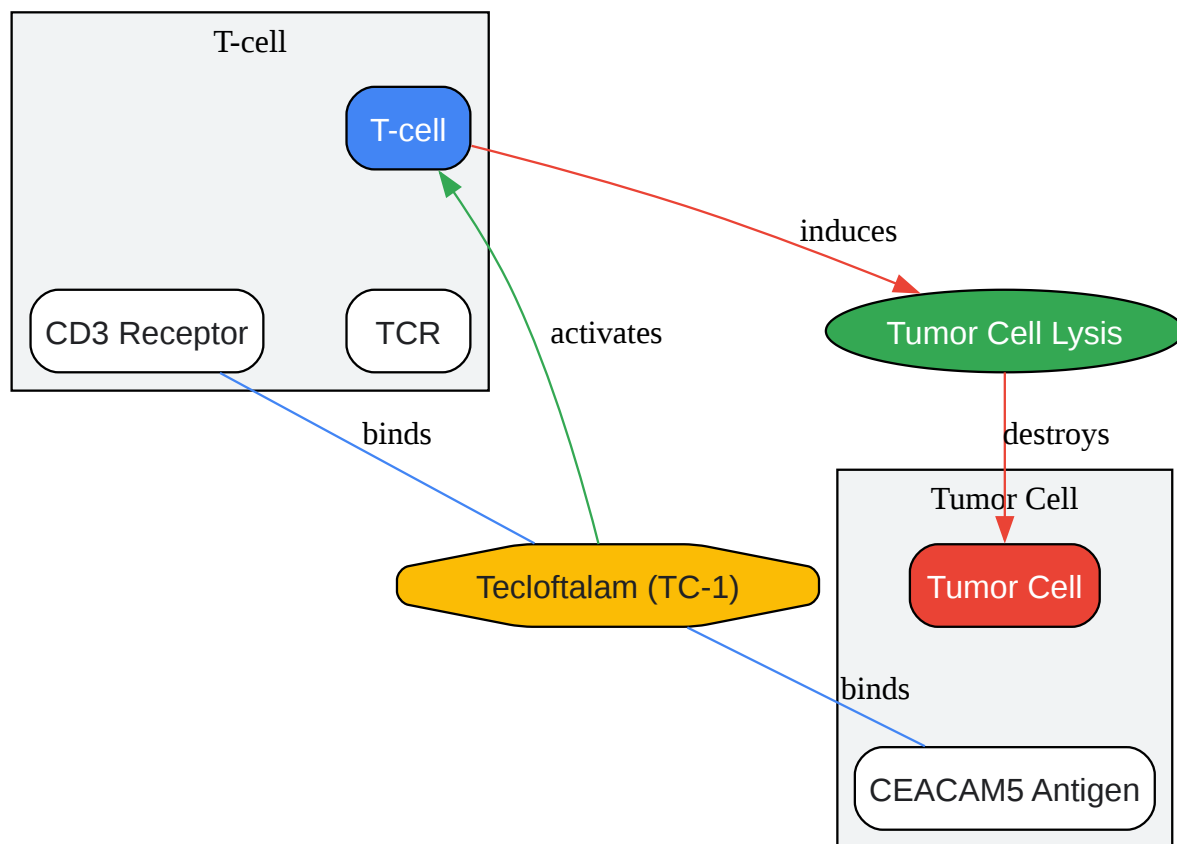 T-cell
T-cell
induces
CD3 Receptor
TCR
activates
Tumor Cell Lysis
binds
destroys
Tumor Cell
Tecloftalam (TC-1)
Tumor Cell
binds
CEACAM5 Antigen